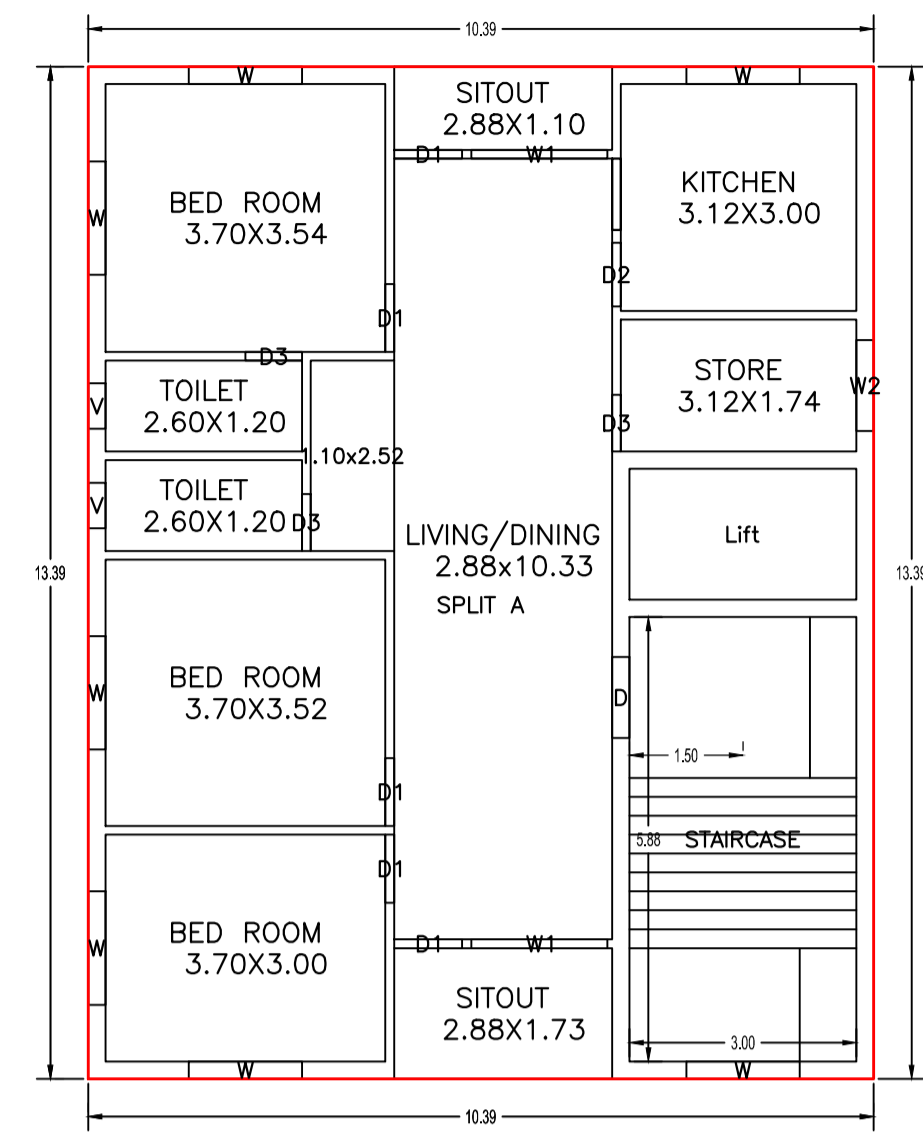 10.39
W
W
SITOUT
2.88X1.10
D1
W1
BED ROOM
3.70X3.54
W
KITCHEN
3.12X3.00
D2
D1
D3
TOILET
2.60X1.20
V
STORE
3.12X1.74
W2
D3
1.10x2.52
TOILET
2.60X1.20
V
D3
LIVING/DINING
2.88x10.33
SPLIT A
Lift
13.39
13.39
BED ROOM
3.70X3.52
W
D
1.50
D1
5.88
STAIRCASE
D1
BED ROOM
3.70X3.00
W
D1
W1
SITOUT
2.88X1.73
3.00
W
W
10.39